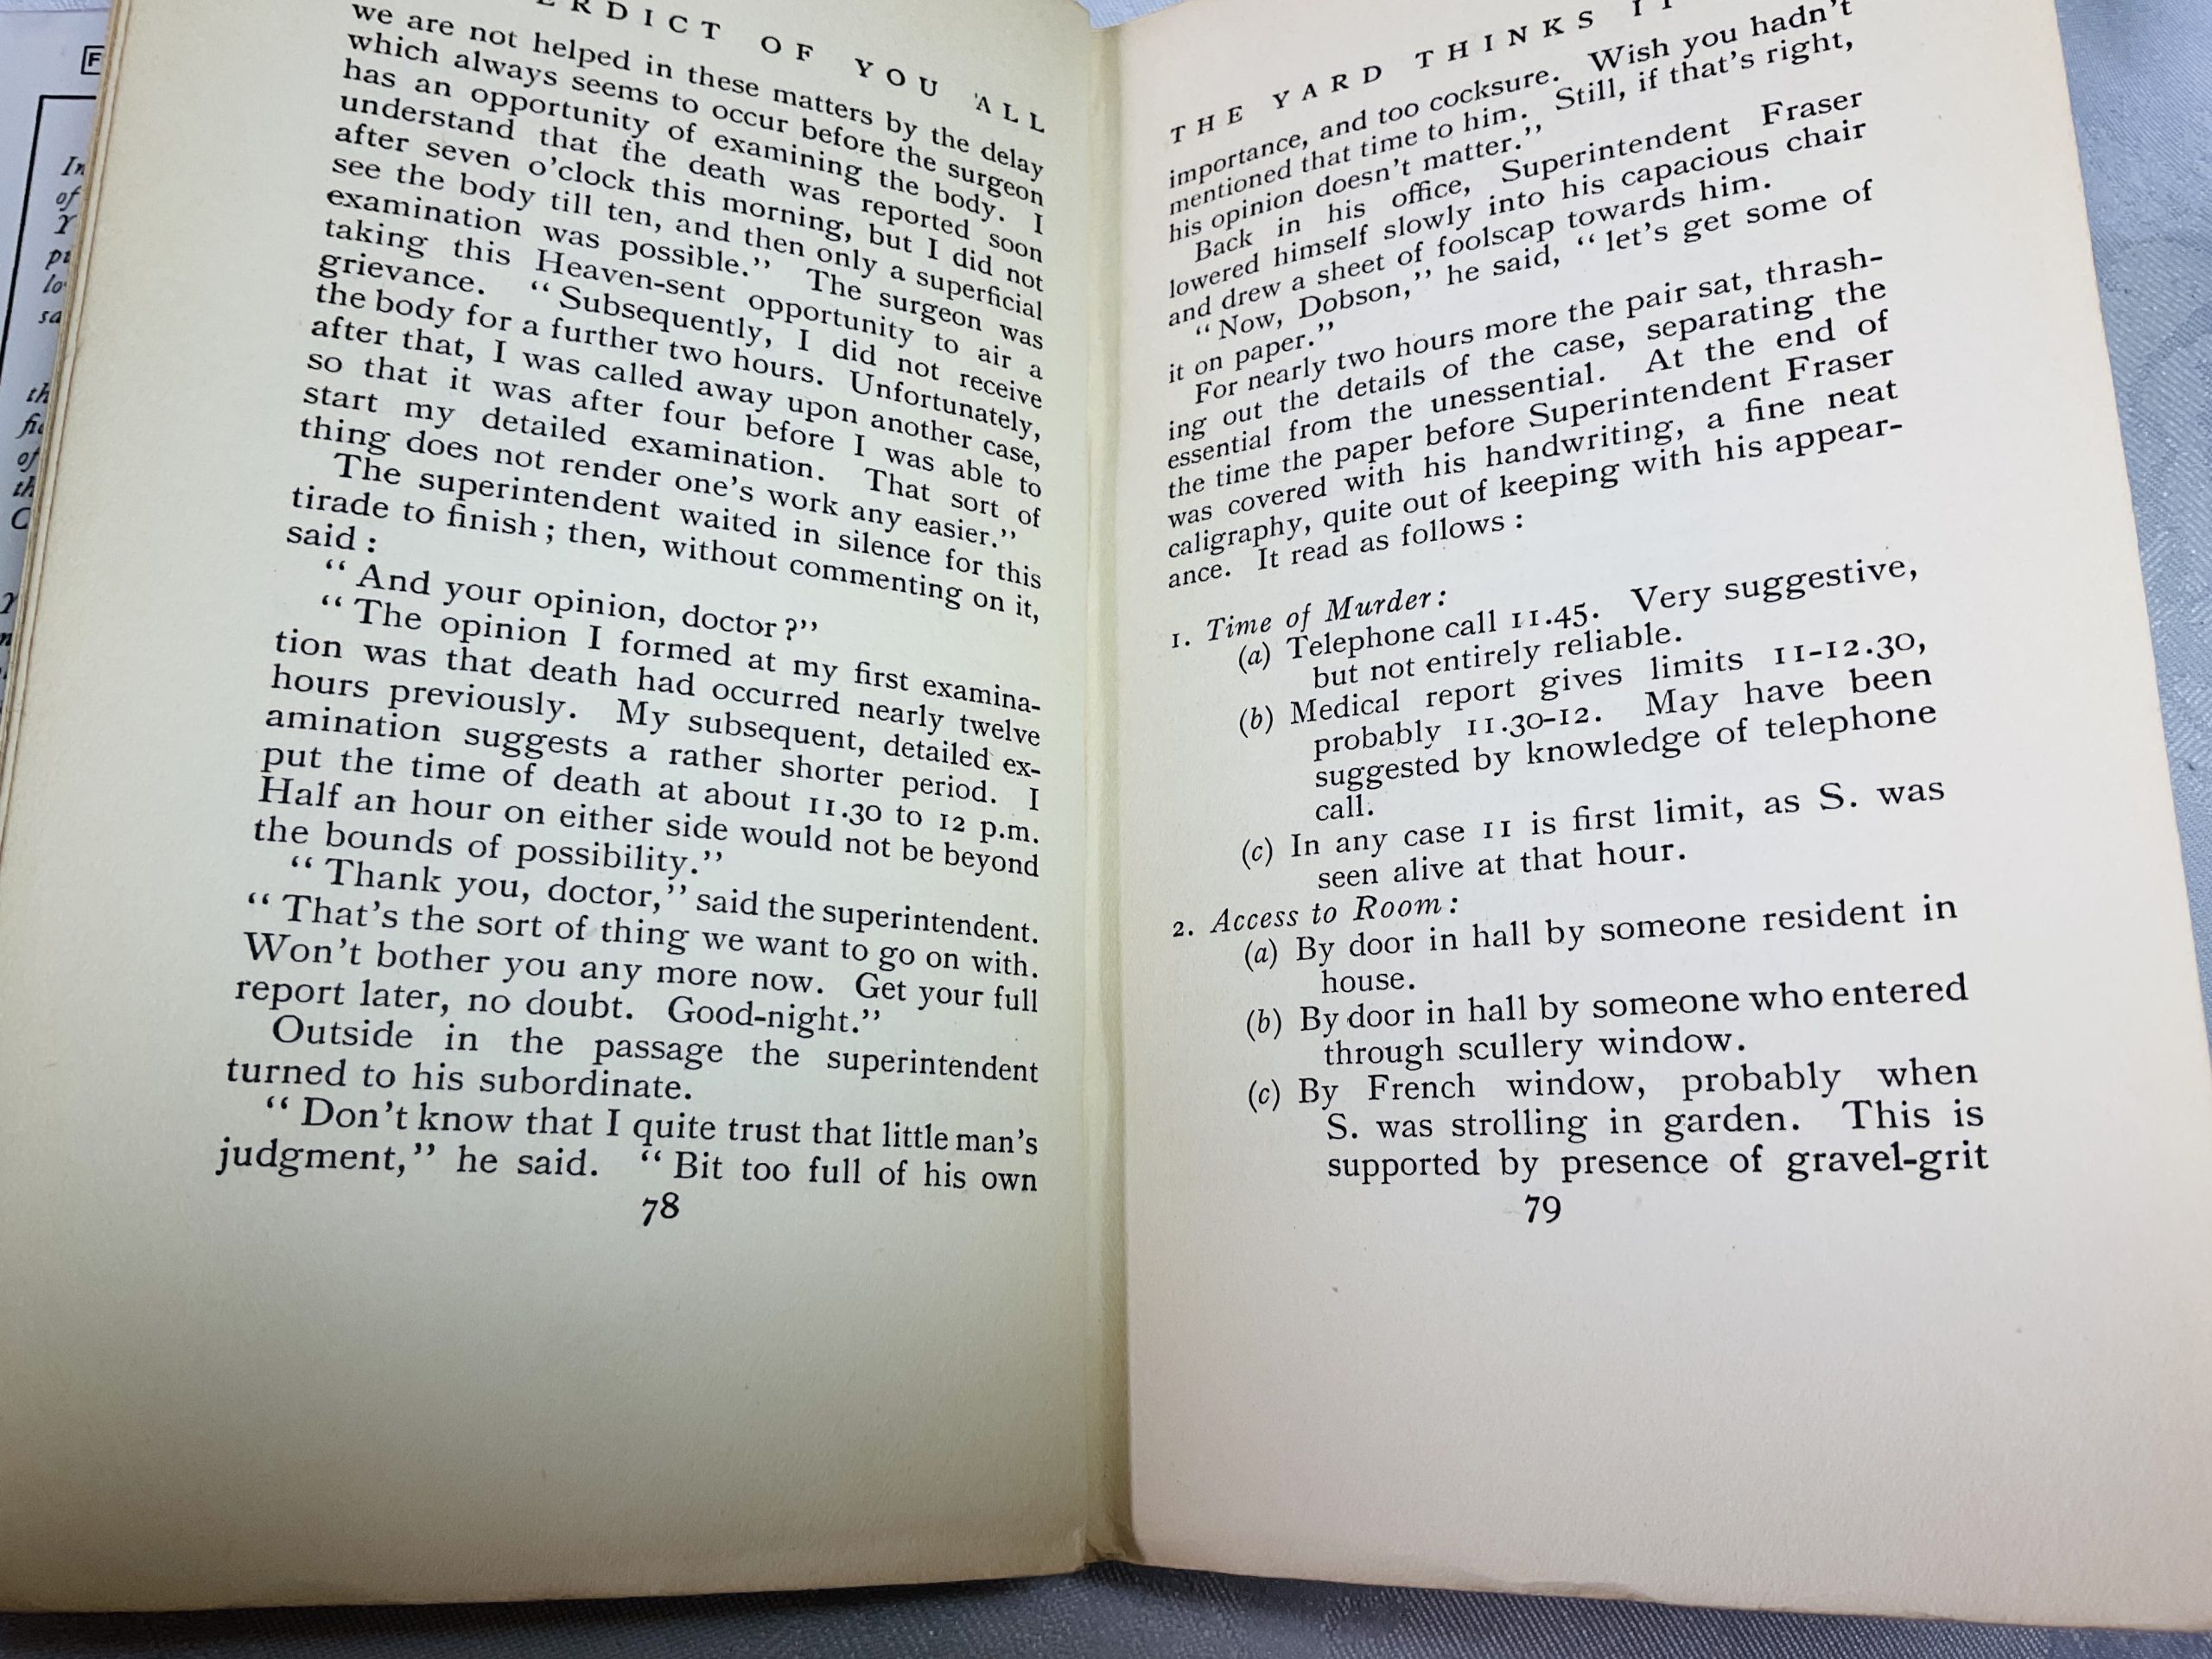 ERDICT OF YOU ALL
we are not helped in these matters by the delay
which always seems to occur before the surgeon
has an opportunity of examining the body. I
understand that the death was reported soon
after seven o'clock this morning, but I did not
see the body till ten, and then only a superficial
examination was possible." The surgeon was
taking this Heaven-sent opportunity to air a
grievance. "Subsequently, I did not receive
the body for a further two hours. Unfortunately,
after that, I was called away upon another case,
so that it was after four before I was able to
start my detailed examination. That sort of
thing does not render one's work any easier."
The superintendent waited in silence for this
tirade to finish; then, without commenting on it,
said:
"And your opinion, doctor?"
"The opinion I formed at my first examina-
tion was that death had occurred nearly twelve
hours previously. My subsequent, detailed ex-
amination suggests a rather shorter period. I
put the time of death at about 11.30 to 12 p.m.
Half an hour on either side would not be beyond
the bounds of possibility."
"Thank you, doctor," said the superintendent.
"That's the sort of thing we want to go on with.
Won't bother you any more now. Get your full
report later, no doubt. Good-night."
Outside in the passage the superintendent
turned to his subordinate.
"Don't know that I quite trust that little man's
judgment," he said. "Bit too full of his own
78
THE YARD THINKS IT
importance, and too cocksure. Wish you hadn't
mentioned that time to him. Still, if that's right,
his opinion doesn't matter."
Back in his office, Superintendent Fraser
lowered himself slowly into his capacious chair
and drew a sheet of foolscap towards him.
"Now, Dobson," he said, "let's get some of
it on paper."
For nearly two hours more the pair sat, thrash-
ing out the details of the case, separating the
essential from the unessential. At the end of
the time the paper before Superintendent Fraser
was covered with his handwriting, a fine neat
caligraphy, quite out of keeping with his appear-
ance. It read as follows:
1. Time of Murder:
(a) Telephone call 11.45. Very suggestive,
but not entirely reliable.
(b) Medical report gives limits 11-12.30,
probably 11.30-12. May have been
suggested by knowledge of telephone
call.
(c) In any case 11 is first limit, as S. was
seen alive at that hour.
2. Access to Room:
(a) By door in hall by someone resident in
house.
(b) By door in hall by someone who entered
through scullery window.
(c) By French window, probably when
S. was strolling in garden. This is
supported by presence of gravel-grit
79